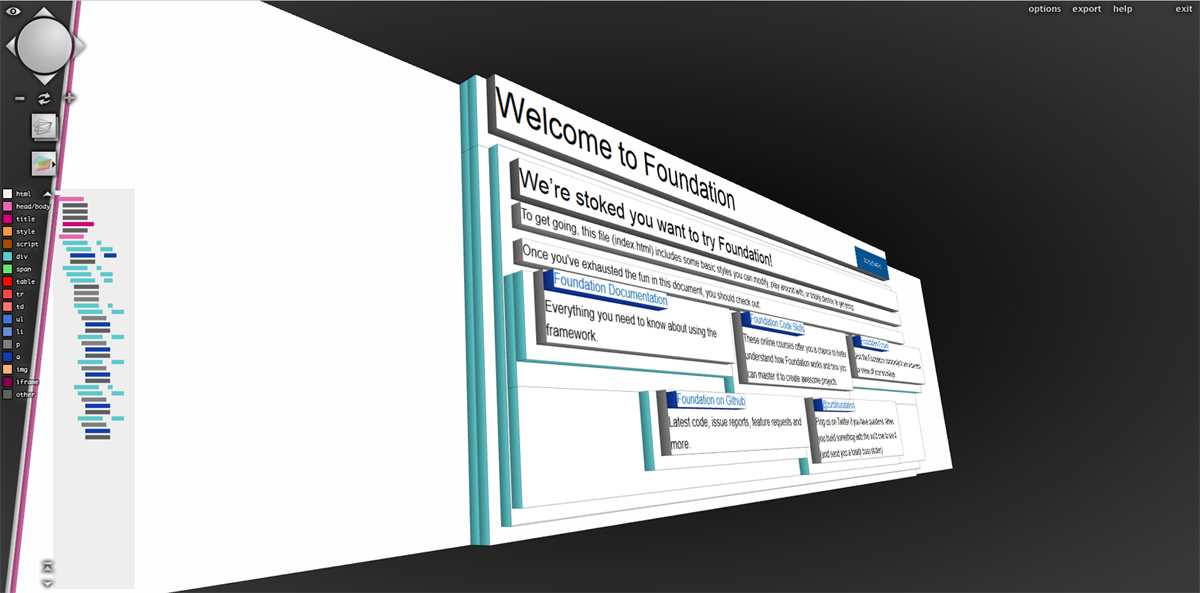 options export help exit
html
head/body
title
style
script
div
span
table
tr
td
ul
li
p
a
img
iframe
other
Welcome to Foundation
We're stoked you want to try Foundation!
To get going, this file (index.html) includes some basic styles you can modify, play around with, or totally destroy to get going.
Once you've exhausted the fun in this document, you should check out:
Foundation Documentation
Everything you need to know about using the
framework.
Foundation Code Skills
These online courses offer you a chance to better
understand how Foundation works and how you
can master it to create awesome projects.
Foundation Forum
Foundation on Github
Latest code, issue reports, feature requests and
more.
@zurbfoundation
Ping us on Twitter if you have questions. When
you build something with this we'd love to see it
(and send you a totally boss sticker)